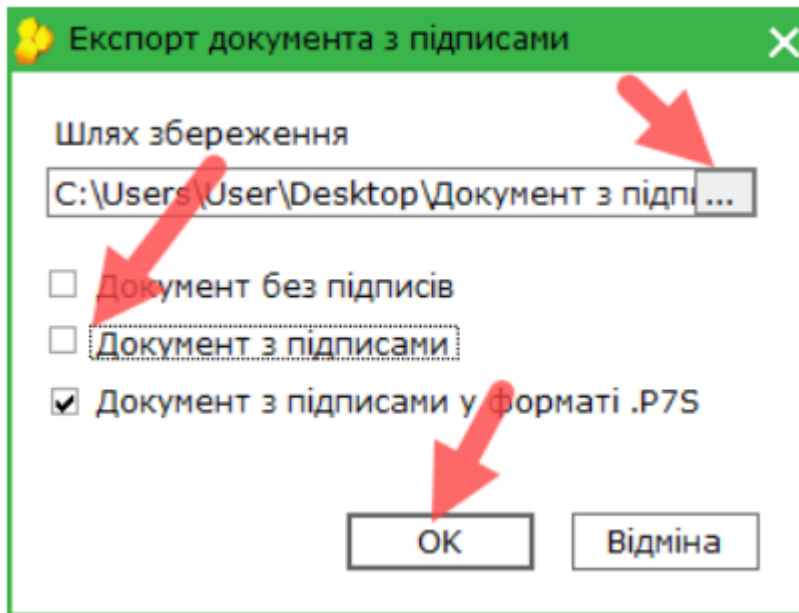 Експорт документа з підписами
Шлях збереження
C:\Users\User\Desktop\Документ з підпи ...
Документ без підписів
Документ з підписами
Документ з підписами у форматі .P7S
OK
Відміна